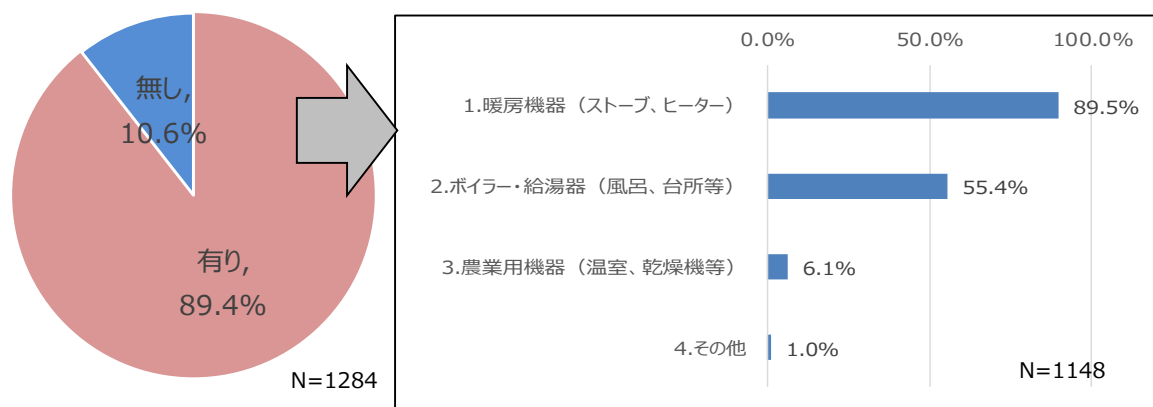 無し,
10.6%
有り,
89.4%
N=1284
0.0% 50.0% 100.0%
1.暖房機器（ストーブ、ヒーター） 89.5%
2.ボイラー・給湯器（風呂、台所等） 55.4%
3.農業用機器（温室、乾燥機等） 6.1%
4.その他 1.0%
N=1148